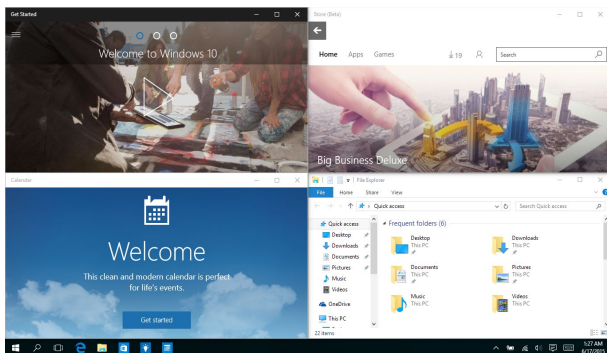 Get Started
Welcome to Windows 10
Store (Beta)
Home Apps Games 19 Search
Big Business Deluxe
Calendar
Welcome
This clean and modern calendar is perfect
for life's events.
Get started
File Explorer
File Home Share View
Quick access Search Quick access
Quick access
Desktop
Downloads
Documents
Pictures
Music
Videos
OneDrive
This PC
Frequent folders (6)
Desktop
This PC
Downloads
This PC
Documents
This PC
Pictures
This PC
Music
This PC
Videos
This PC
22 items
5:27 AM
6/17/2015